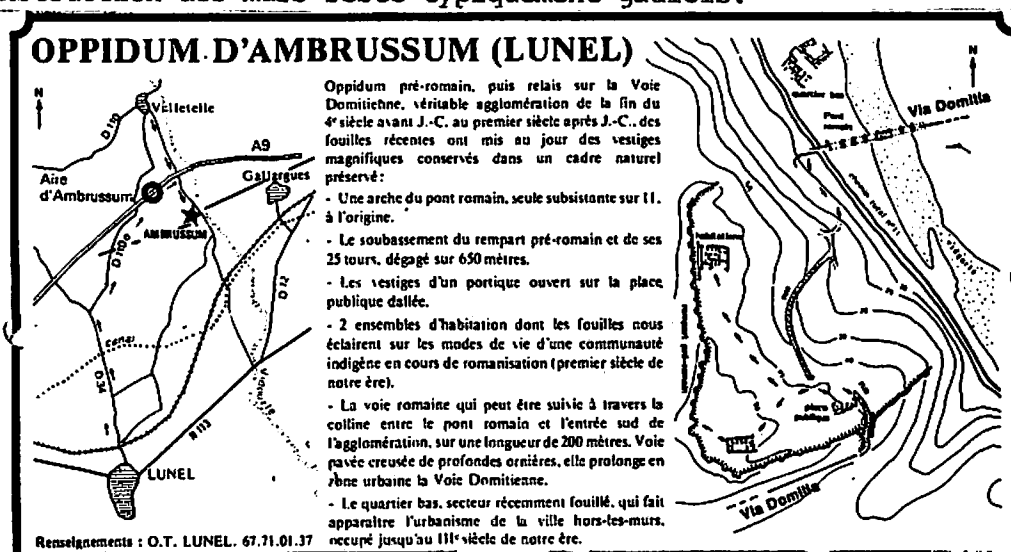 OPPIDUM D'AMBRUSSUM (LUNEL)
N
Villetelle
D 110
A9
Gallargues
Aire
d'Ambrussum
AMBRUSSUM
D 110
D 12
Canal
D 34
Vidourle
N 113
LUNEL
Renseignements : O.T. LUNEL. 67.71.01.37
Oppidum pré-romain, puis relais sur la Voie
Domitienne, véritable agglomération de la fin du
4e siècle avant J.-C. au premier siècle après J.-C., des
fouilles récentes ont mis au jour des vestiges
magnifiques conservés dans un cadre naturel
préservé :
- Une arche du pont romain, seule subsistante sur 11,
à l'origine.
- Le soubassement du rempart pré-romain et de ses
25 tours, dégagé sur 650 mètres.
- Les vestiges d'un portique ouvert sur la place
publique dallée.
- 2 ensembles d'habitation dont les fouilles nous
éclairent sur les modes de vie d'une communauté
indigène en cours de romanisation (premier siècle de
notre ère).
- La voie romaine qui peut être suivie à travers la
colline entre le pont romain et l'entrée sud de
l'agglomération, sur une longueur de 200 mètres. Voie
pavée creusée de profondes ornières, elle prolonge en
zone urbaine la Voie Domitienne.
- Le quartier bas, secteur récemment fouillé, qui fait
apparaître l'urbanisme de la ville hors-les-murs,
occupé jusqu'au IIIe siècle de notre ère.
N
quartier bas
Pont
romain
Via Domitia
vidourle
place
publique
Via Domitia